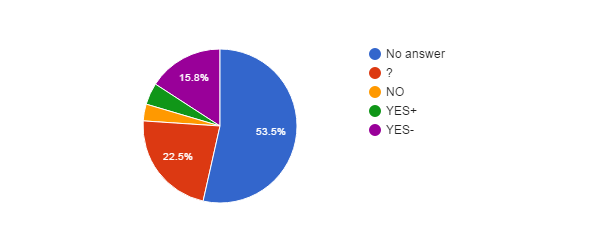 No answer
15.8%
?
NO
YES+
53.5%
YES-
22.5%